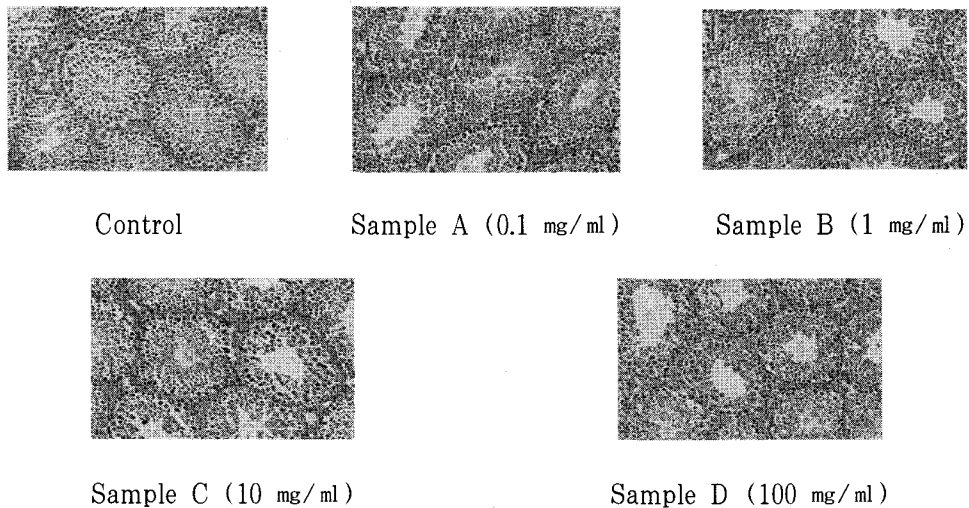 Control
Sample A (0.1 mg/ml)
Sample B (1 mg/ml)
Sample C (10 mg/ml)
Sample D (100 mg/ml)